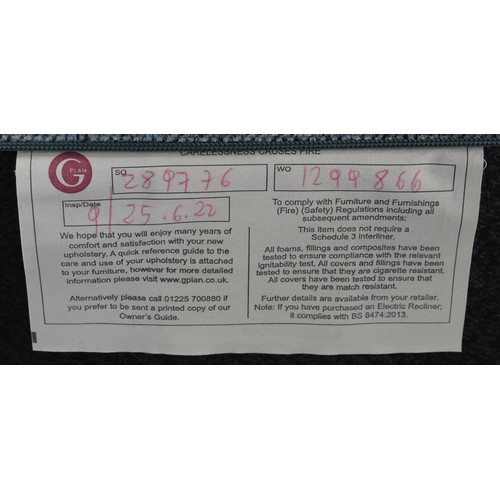 CARELESSNESS CAUSES FIRE
G PLAN
SO 289776
WO 1299866
Insp/Date 9 25.6.22
We hope that you will enjoy many years of
comfort and satisfaction with your new
upholstery. A quick reference guide to the
care and use of your upholstery is attached
to your furniture, however for more detailed
information please visit www.gplan.co.uk.
Alternatively please call 01225 700880 if
you prefer to be sent a printed copy of our
Owner's Guide.
To comply with Furniture and Furnishings
(Fire) (Safety) Regulations including all
subsequent amendments:
This item does not require a
Schedule 3 interliner.
All foams, fillings and composites have been
tested to ensure compliance with the relevant
ignitability test. All covers and fillings have been
tested to ensure that they are cigarette resistant.
All covers have been tested to ensure that
they are match resistant.
Further details are available from your retailer.
Note: If you have purchased an Electric Recliner;
It complies with BS 8474:2013.